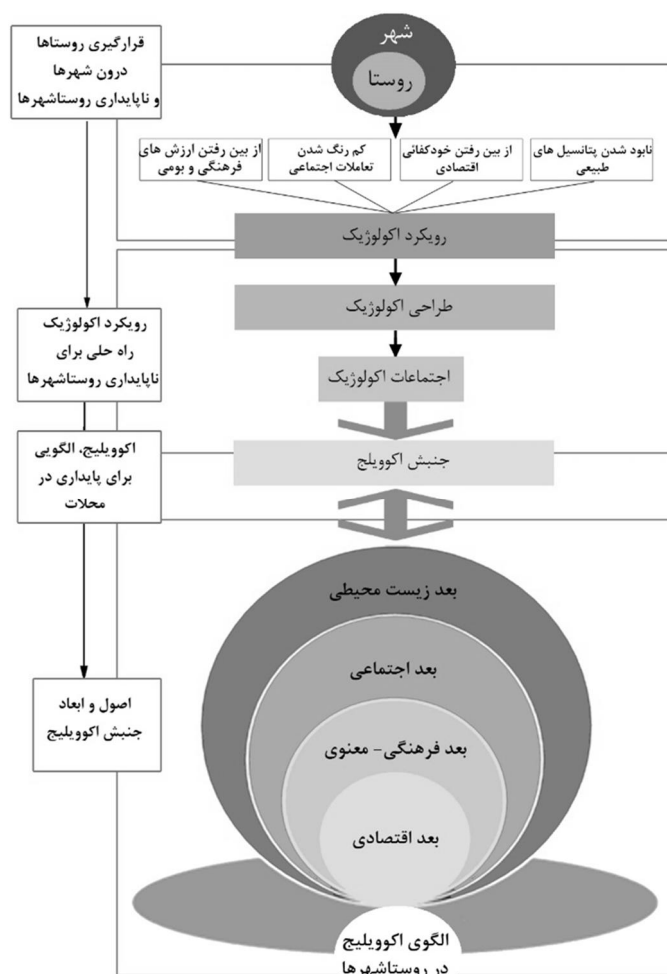 قرارگیری روستاها
درون شهرها
و ناپایداری روستاشهرها
شهر
روستا
نابود شدن پتانسیل های
طبیعی
از بین رفتن خودکفائی
اقتصادی
کم رنگ شدن
تعاملات اجتماعی
از بین رفتن ارزش های
فرهنگی و بومی
رویکرد اکولوژیک
طراحی اکولوژیک
رویکرد اکولوژیک
راه حلی برای
ناپایداری روستاشهرها
اجتماعات اکولوژیک
اکوویلیج، الگویی
برای پایداری در
محلات
جنبش اکوویلج
بعد زیست محیطی
بعد اجتماعی
اصول و ابعاد
جنبش اکوویلیج
بعد فرهنگی- معنوی
بعد اقتصادی
الگوی اکوویلیج
در روستاشهرها